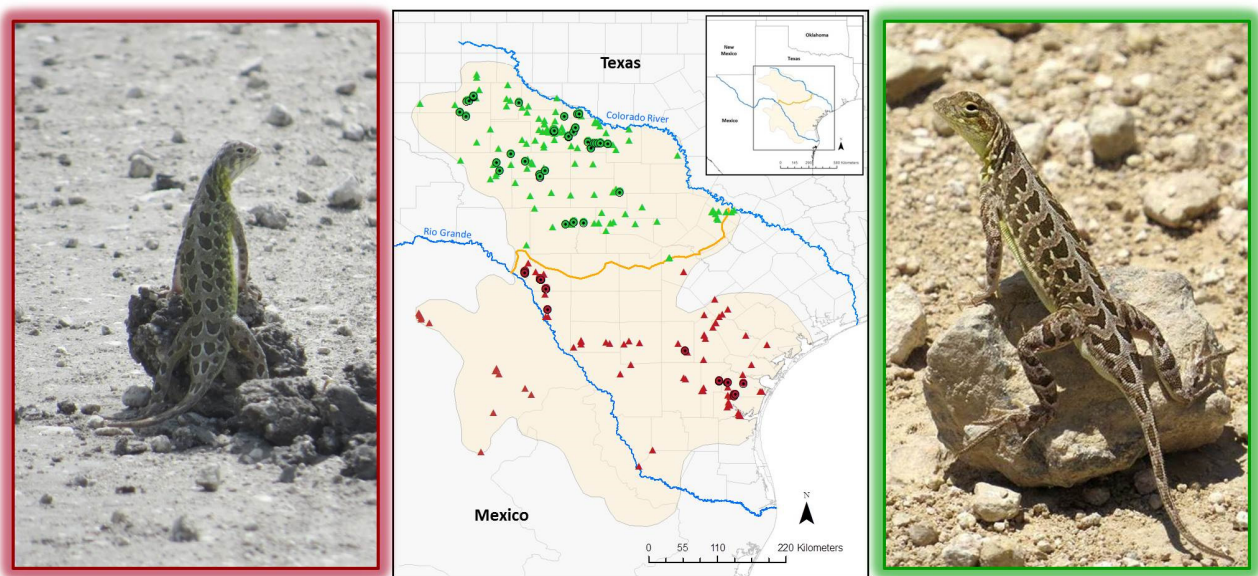 Texas
Colorado River
Rio Grande
Mexico
N
0 55 110 220 Kilometers
Oklahoma
New
Mexico
Texas
Mexico
N